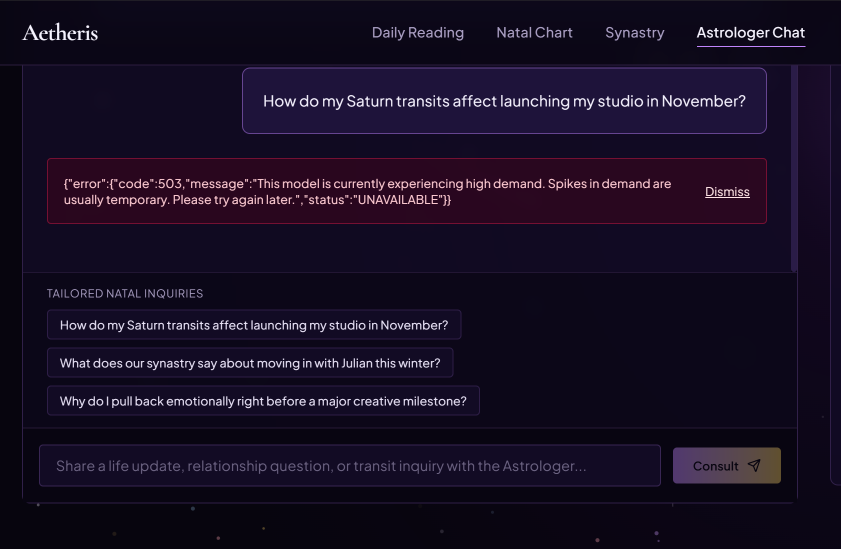 Aetheris
Daily Reading
Natal Chart
Synastry
Astrologer Chat
How do my Saturn transits affect launching my studio in November?
{"error":{"code":503,"message":"This model is currently experiencing high demand. Spikes in demand are
usually temporary. Please try again later.","status":"UNAVAILABLE"}}
Dismiss
TAILORED NATAL INQUIRIES
How do my Saturn transits affect launching my studio in November?
What does our synastry say about moving in with Julian this winter?
Why do I pull back emotionally right before a major creative milestone?
Share a life update, relationship question, or transit inquiry with the Astrologer...
Consult